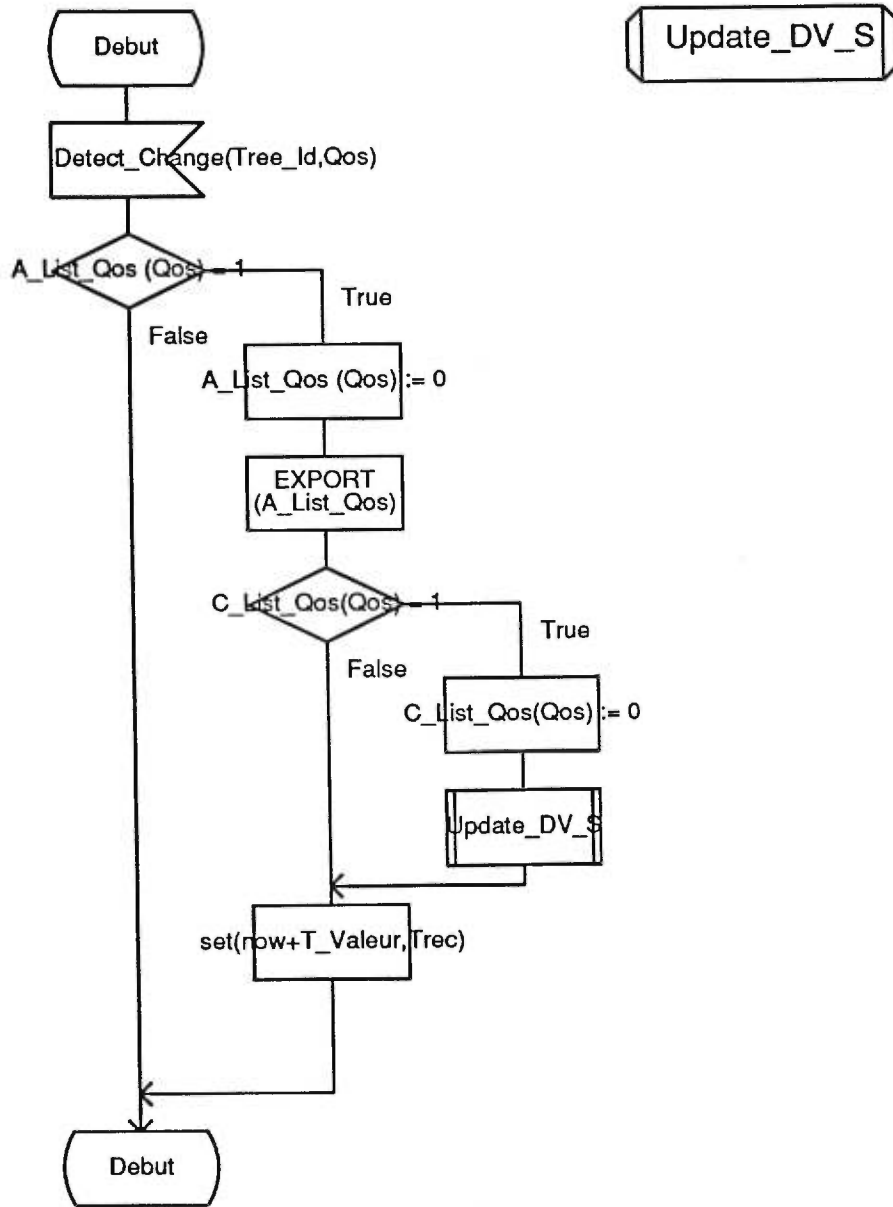 Debut
Update_DV_S
Detect_Change(Tree_Id,Qos)
A_List_Qos (Qos) = 1
True
False
A_List_Qos (Qos) := 0
EXPORT
(A_List_Qos)
C_List_Qos(Qos) = 1
True
False
C_List_Qos(Qos) := 0
Update_DV_S
set(now+T_Valeur,Trec)
Debut